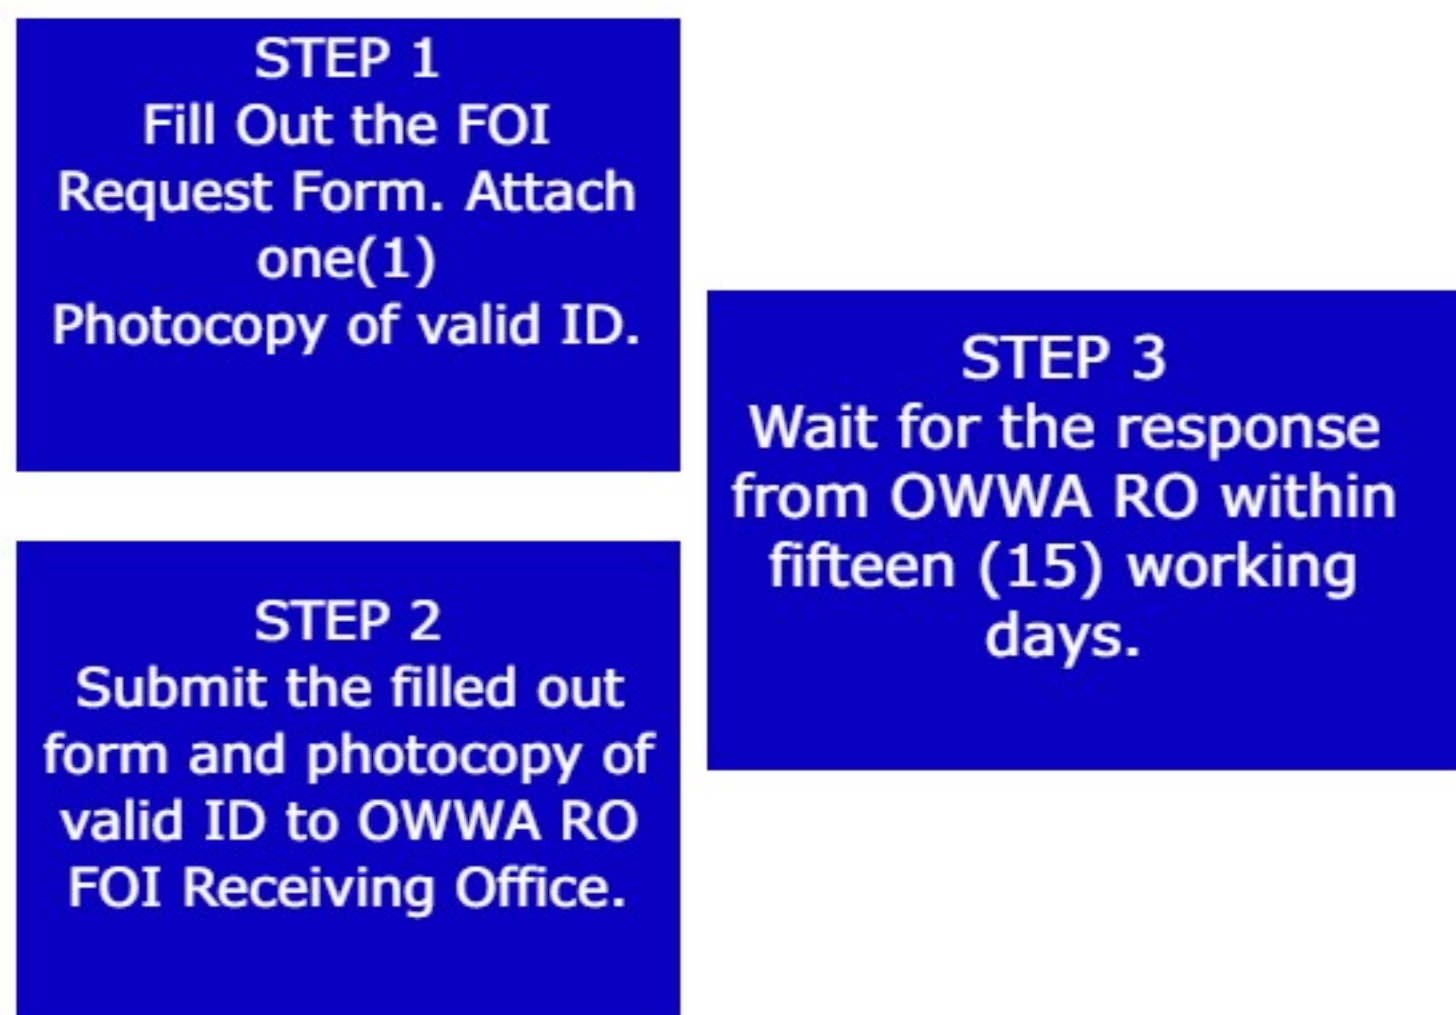 STEP 1
Fill Out the FOI
Request Form. Attach
one(1)
Photocopy of valid ID.
STEP 2
Submit the filled out
form and photocopy of
valid ID to OWWA RO
FOI Receiving Office.
STEP 3
Wait for the response
from OWWA RO within
fifteen (15) working
days.